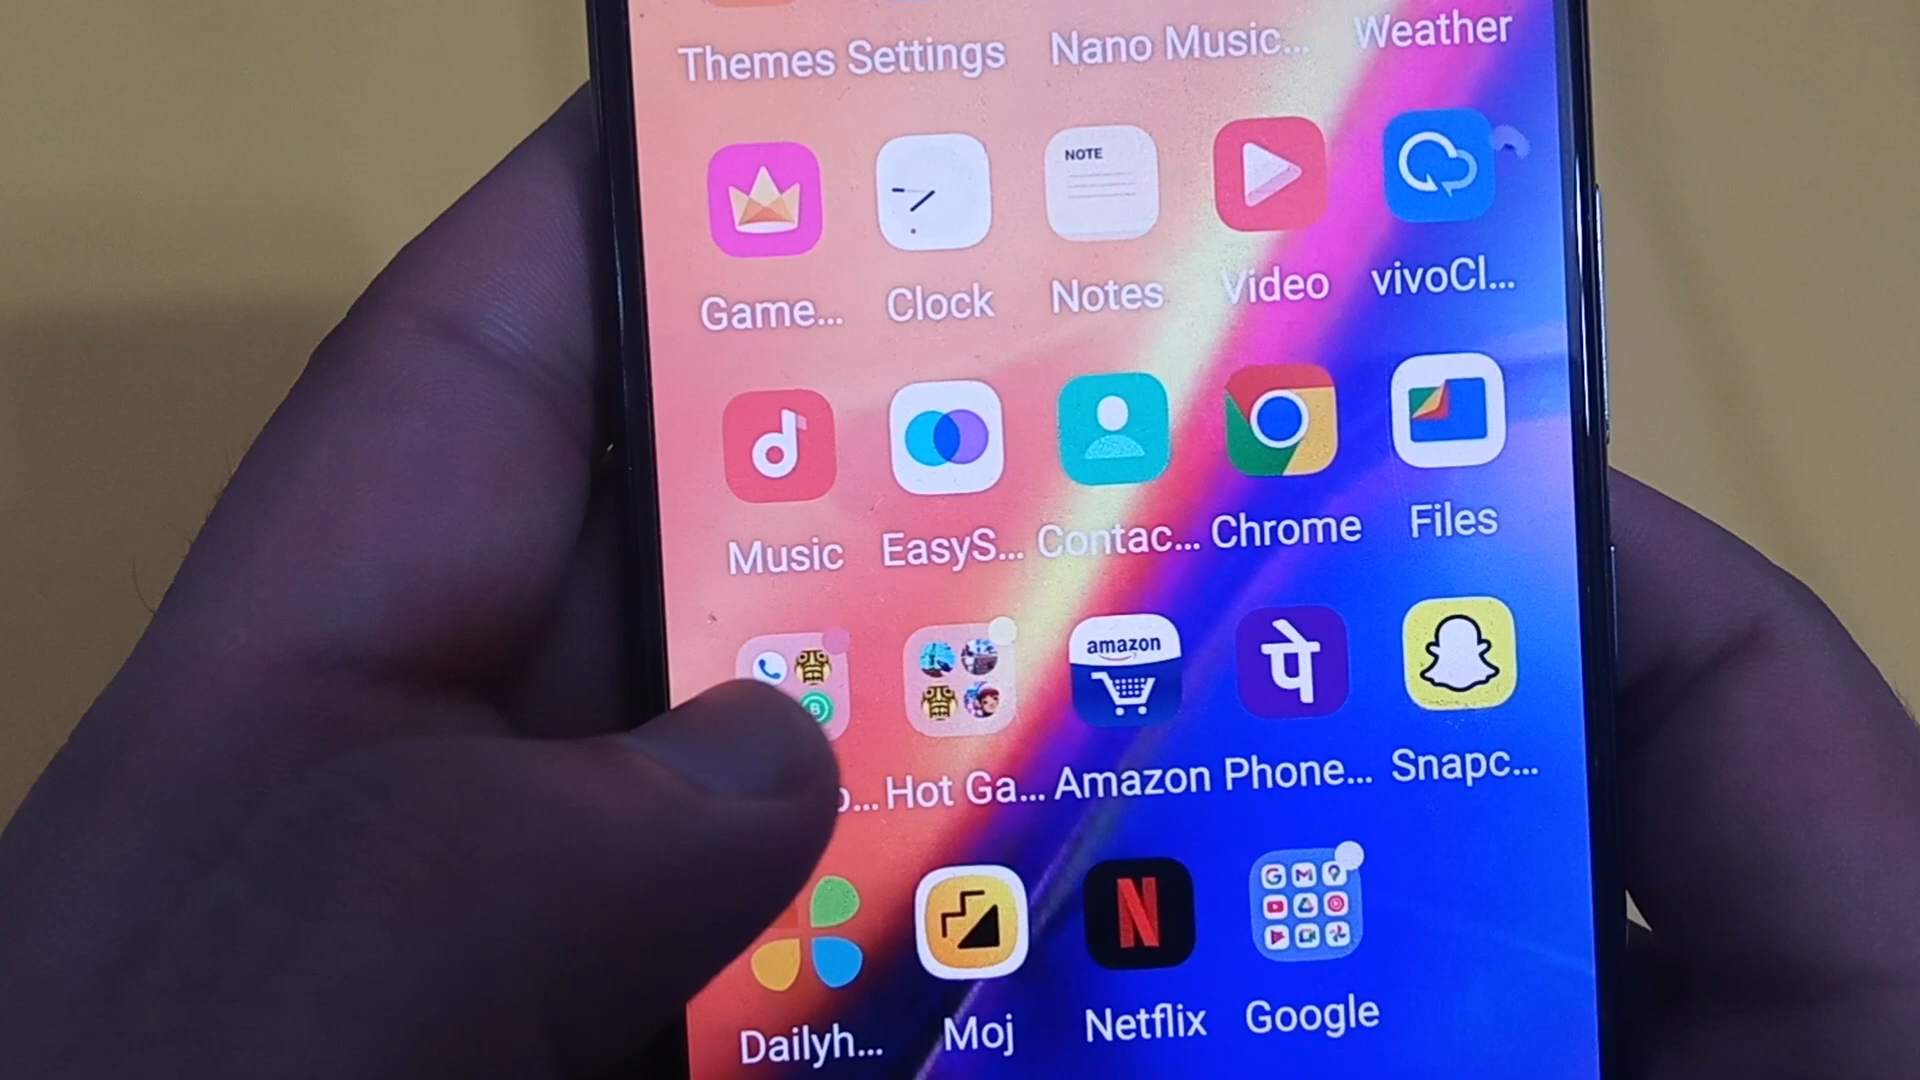 Themes Settings Nano Music... Weather
NOTE
Game... Clock Notes Video vivoCl...
Music EasyS... Contac... Chrome Files
B
amazon
पे
Hot Ga... Amazon Phone... Snapc...
N
G M
Dailyh... Moj Netflix Google